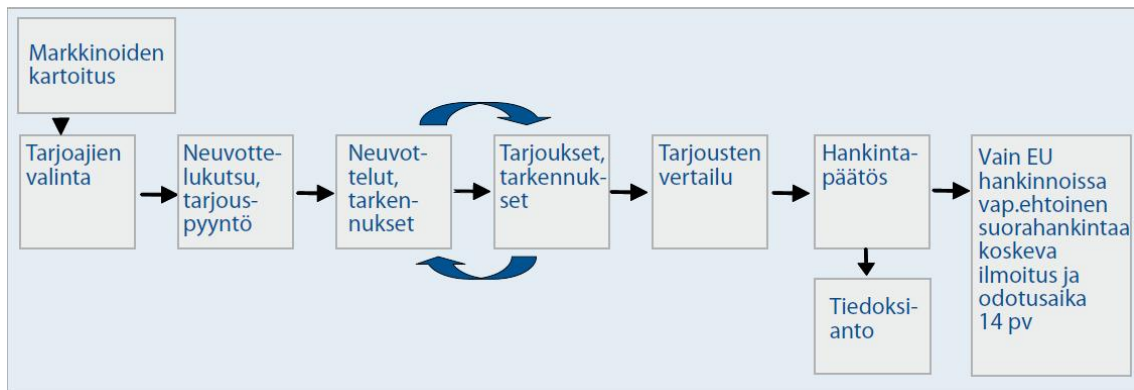 Markkinoiden
kartoitus
Tarjoajien
valinta
Neuvotte-
lukutsu,
tarjous-
pyyntö
Neuvot-
telut,
tarken-
nukset
Tarjoukset,
tarkennuk-
set
Tarjousten
vertailu
Hankinta-
päätös
Tiedoksi-
anto
Vain EU
hankinnoissa
vap.ehtoinen
suorahankintaa
koskeva
ilmoitus ja
odotusaika
14 pv